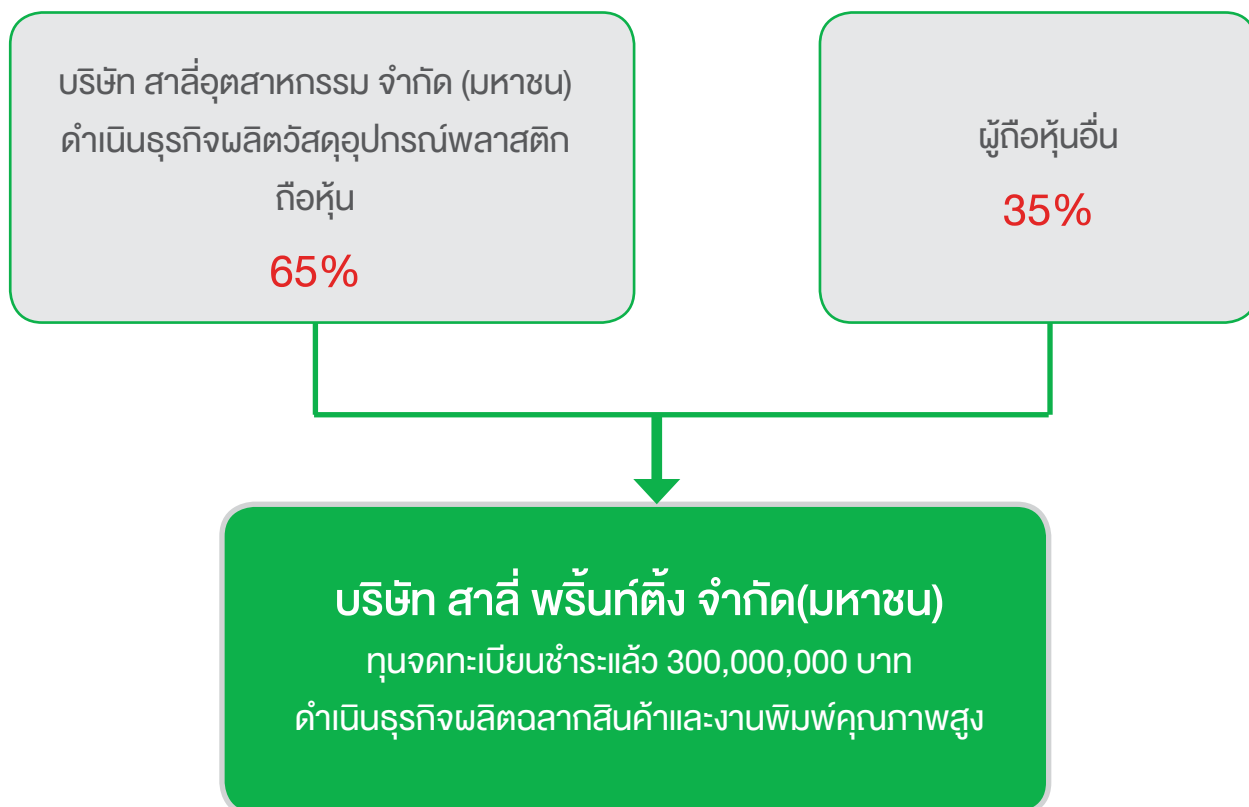 บริษัท สาลี่อุตสาหกรรม จำกัด (มหาชน)
ดำเนินธุรกิจผลิตวัสดุอุปกรณ์พลาสติก
ถือหุ้น
65%
ผู้ถือหุ้นอื่น
35%
บริษัท สาลี่ พริ้นท์ติ้ง จำกัด(มหาชน)
ทุนจดทะเบียนชำระแล้ว 300,000,000 บาท
ดำเนินธุรกิจผลิตฉลากสินค้าและงานพิมพ์คุณภาพสูง